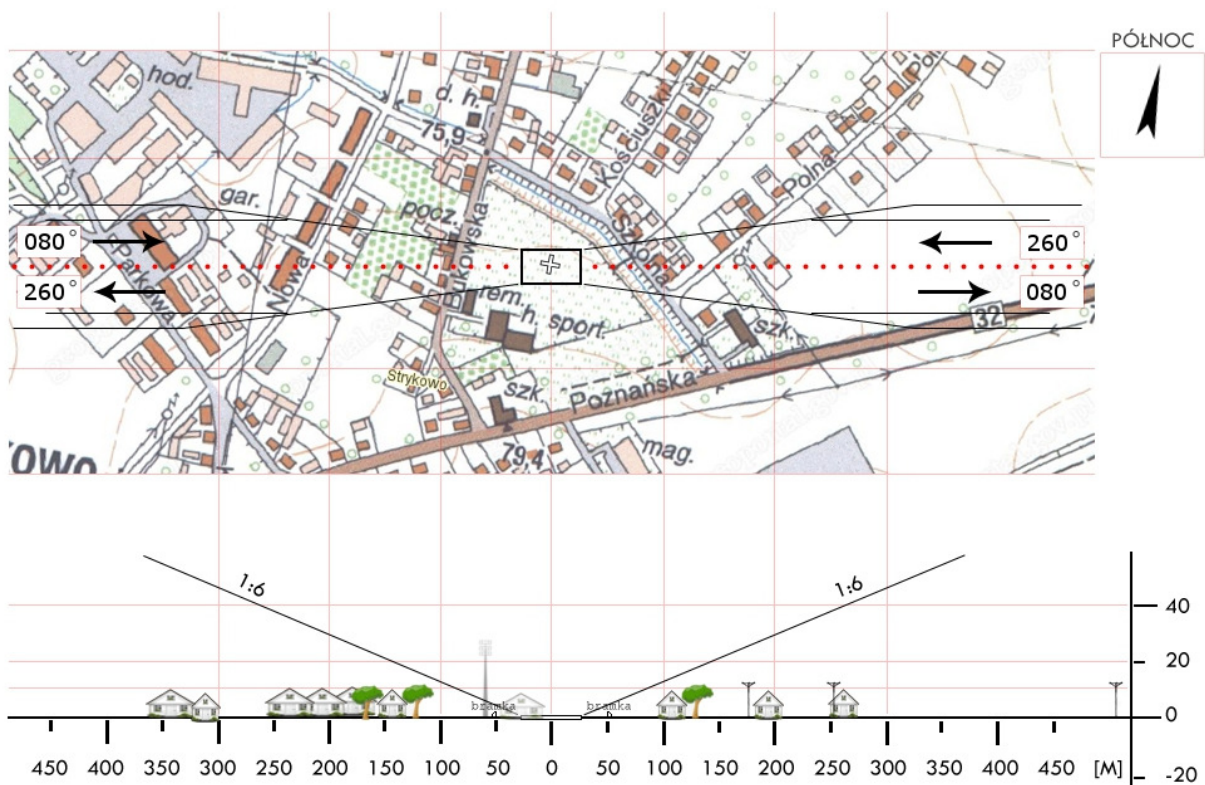 PÓŁNOC
hod.
d. h.
75,9
gar.
pocz.
Bukowska
Nowa
Parkowa
Kościuszki
Szkolna
Polna
Polna
080°
260°
260°
080°
rem.
h. sport.
szk.
32
Strykowo
szk.
Poznańska
79,4
mag.
kowo
1:6
1:6
40
20
0
-20
bramka
bramka
450 400 350 300 250 200 150 100 50 0 50 100 150 200 250 300 350 400 450 [M]